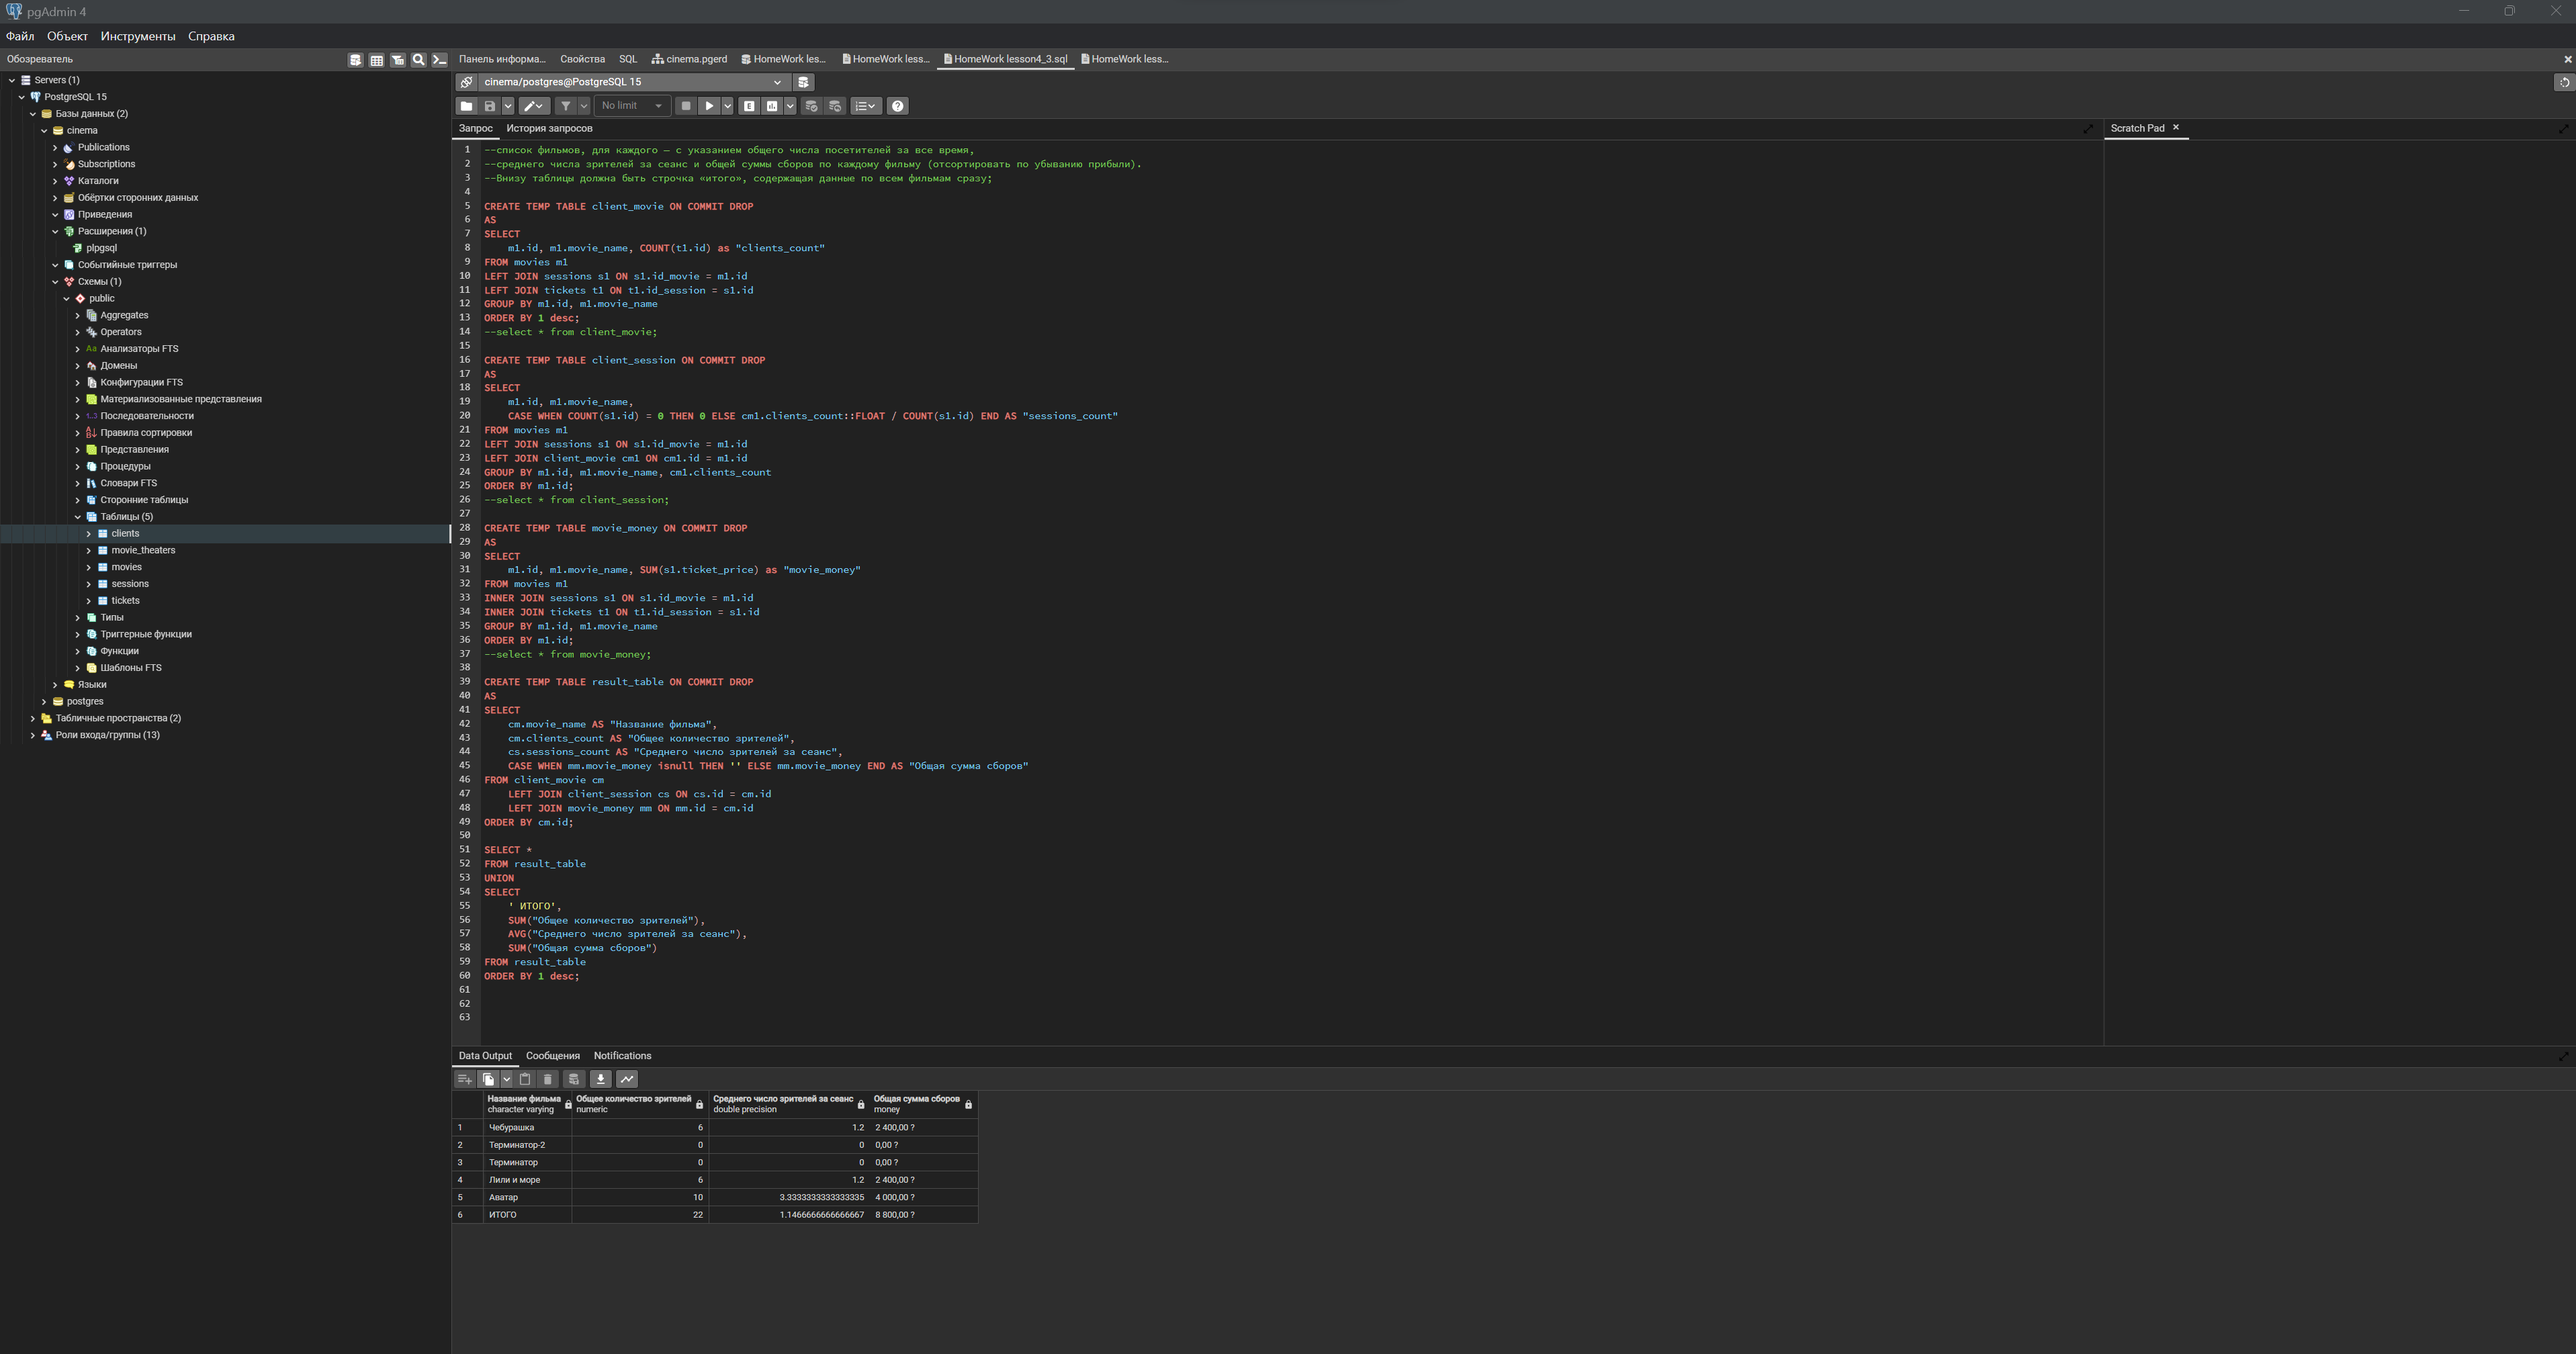 pgAdmin 4
Файл Объект Инструменты Справка
Обозреватель
Servers (1)
PostgreSQL 15
Базы данных (2)
cinema
Publications
Subscriptions
Каталоги
Обёртки сторонних данных
Приведения
Расширения (1)
plpgsql
Событийные триггеры
Схемы (1)
public
Aggregates
Operators
Анализаторы FTS
Домены
Конфигурации FTS
Материализованные представления
Последовательности
Правила сортировки
Представления
Процедуры
Словари FTS
Сторонние таблицы
Таблицы (5)
clients
movie_theaters
movies
sessions
tickets
Типы
Триггерные функции
Функции
Шаблоны FTS
Языки
postgres
Табличные пространства (2)
Роли входа/группы (13)
Панель информа... Свойства SQL cinema.pgerd HomeWork les... HomeWork less... HomeWork lesson4_3.sql HomeWork less...
cinema/postgres@PostgreSQL 15
No limit
Запрос История запросов
Scratch Pad
1 --список фильмов, для каждого — с указанием общего числа посетителей за все время,
2 --среднего числа зрителей за сеанс и общей суммы сборов по каждому фильму (отсортировать по убыванию прибыли).
3 --Внизу таблицы должна быть строчка «итого», содержащая данные по всем фильмам сразу;
4
5 CREATE TEMP TABLE client_movie ON COMMIT DROP
6 AS
7 SELECT
8 m1.id, m1.movie_name, COUNT(t1.id) as "clients_count"
9 FROM movies m1
10 LEFT JOIN sessions s1 ON s1.id_movie = m1.id
11 LEFT JOIN tickets t1 ON t1.id_session = s1.id
12 GROUP BY m1.id, m1.movie_name
13 ORDER BY 1 desc;
14 --select * from client_movie;
15
16 CREATE TEMP TABLE client_session ON COMMIT DROP
17 AS
18 SELECT
19 m1.id, m1.movie_name,
20 CASE WHEN COUNT(s1.id) = 0 THEN 0 ELSE cm1.clients_count::FLOAT / COUNT(s1.id) END AS "sessions_count"
21 FROM movies m1
22 LEFT JOIN sessions s1 ON s1.id_movie = m1.id
23 LEFT JOIN client_movie cm1 ON cm1.id = m1.id
24 GROUP BY m1.id, m1.movie_name, cm1.clients_count
25 ORDER BY m1.id;
26 --select * from client_session;
27
28 CREATE TEMP TABLE movie_money ON COMMIT DROP
29 AS
30 SELECT
31 m1.id, m1.movie_name, SUM(s1.ticket_price) as "movie_money"
32 FROM movies m1
33 INNER JOIN sessions s1 ON s1.id_movie = m1.id
34 INNER JOIN tickets t1 ON t1.id_session = s1.id
35 GROUP BY m1.id, m1.movie_name
36 ORDER BY m1.id;
37 --select * from movie_money;
38
39 CREATE TEMP TABLE result_table ON COMMIT DROP
40 AS
41 SELECT
42 cm.movie_name AS "Название фильма",
43 cm.clients_count AS "Общее количество зрителей",
44 cs.sessions_count AS "Среднего число зрителей за сеанс",
45 CASE WHEN mm.movie_money isnull THEN '' ELSE mm.movie_money END AS "Общая сумма сборов"
46 FROM client_movie cm
47 LEFT JOIN client_session cs ON cs.id = cm.id
48 LEFT JOIN movie_money mm ON mm.id = cm.id
49 ORDER BY cm.id;
50
51 SELECT *
52 FROM result_table
53 UNION
54 SELECT
55 ' ИТОГО',
56 SUM("Общее количество зрителей"),
57 AVG("Среднего число зрителей за сеанс"),
58 SUM("Общая сумма сборов")
59 FROM result_table
60 ORDER BY 1 desc;
61
62
63
Data Output Сообщения Notifications
Название фильма Общее количество зрителей Среднего число зрителей за сеанс Общая сумма сборов
character varying numeric double precision money
1 Чебурашка 6 1.2 2 400,00 ?
2 Терминатор-2 0 0 0,00 ?
3 Терминатор 0 0 0,00 ?
4 Лили и море 6 1.2 2 400,00 ?
5 Аватар 10 3.3333333333333335 4 000,00 ?
6 ИТОГО 22 1.1466666666666667 8 800,00 ?